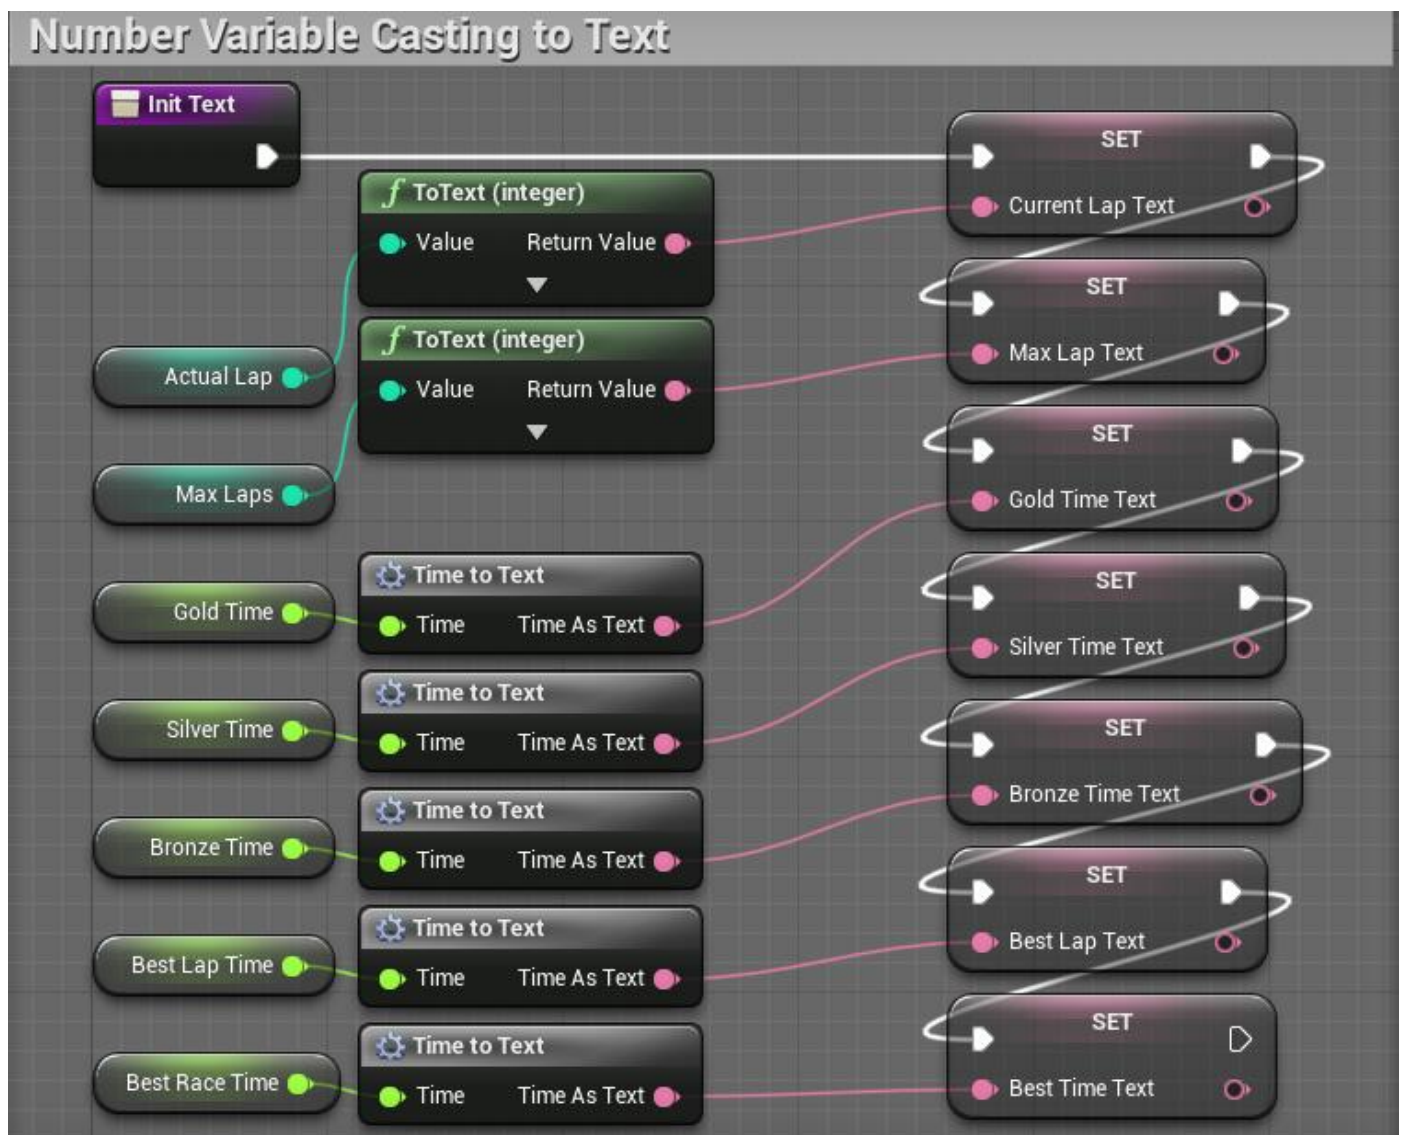 Number Variable Casting to Text
Init Text
SET
Current Lap Text
ToText (integer)
Value Return Value
SET
Max Lap Text
ToText (integer)
Value Return Value
Actual Lap
Max Laps
SET
Gold Time Text
Gold Time
Time to Text
Time Time As Text
SET
Silver Time Text
Silver Time
Time to Text
Time Time As Text
SET
Bronze Time Text
Bronze Time
Time to Text
Time Time As Text
SET
Best Lap Text
Best Lap Time
Time to Text
Time Time As Text
SET
Best Time Text
Best Race Time
Time to Text
Time Time As Text